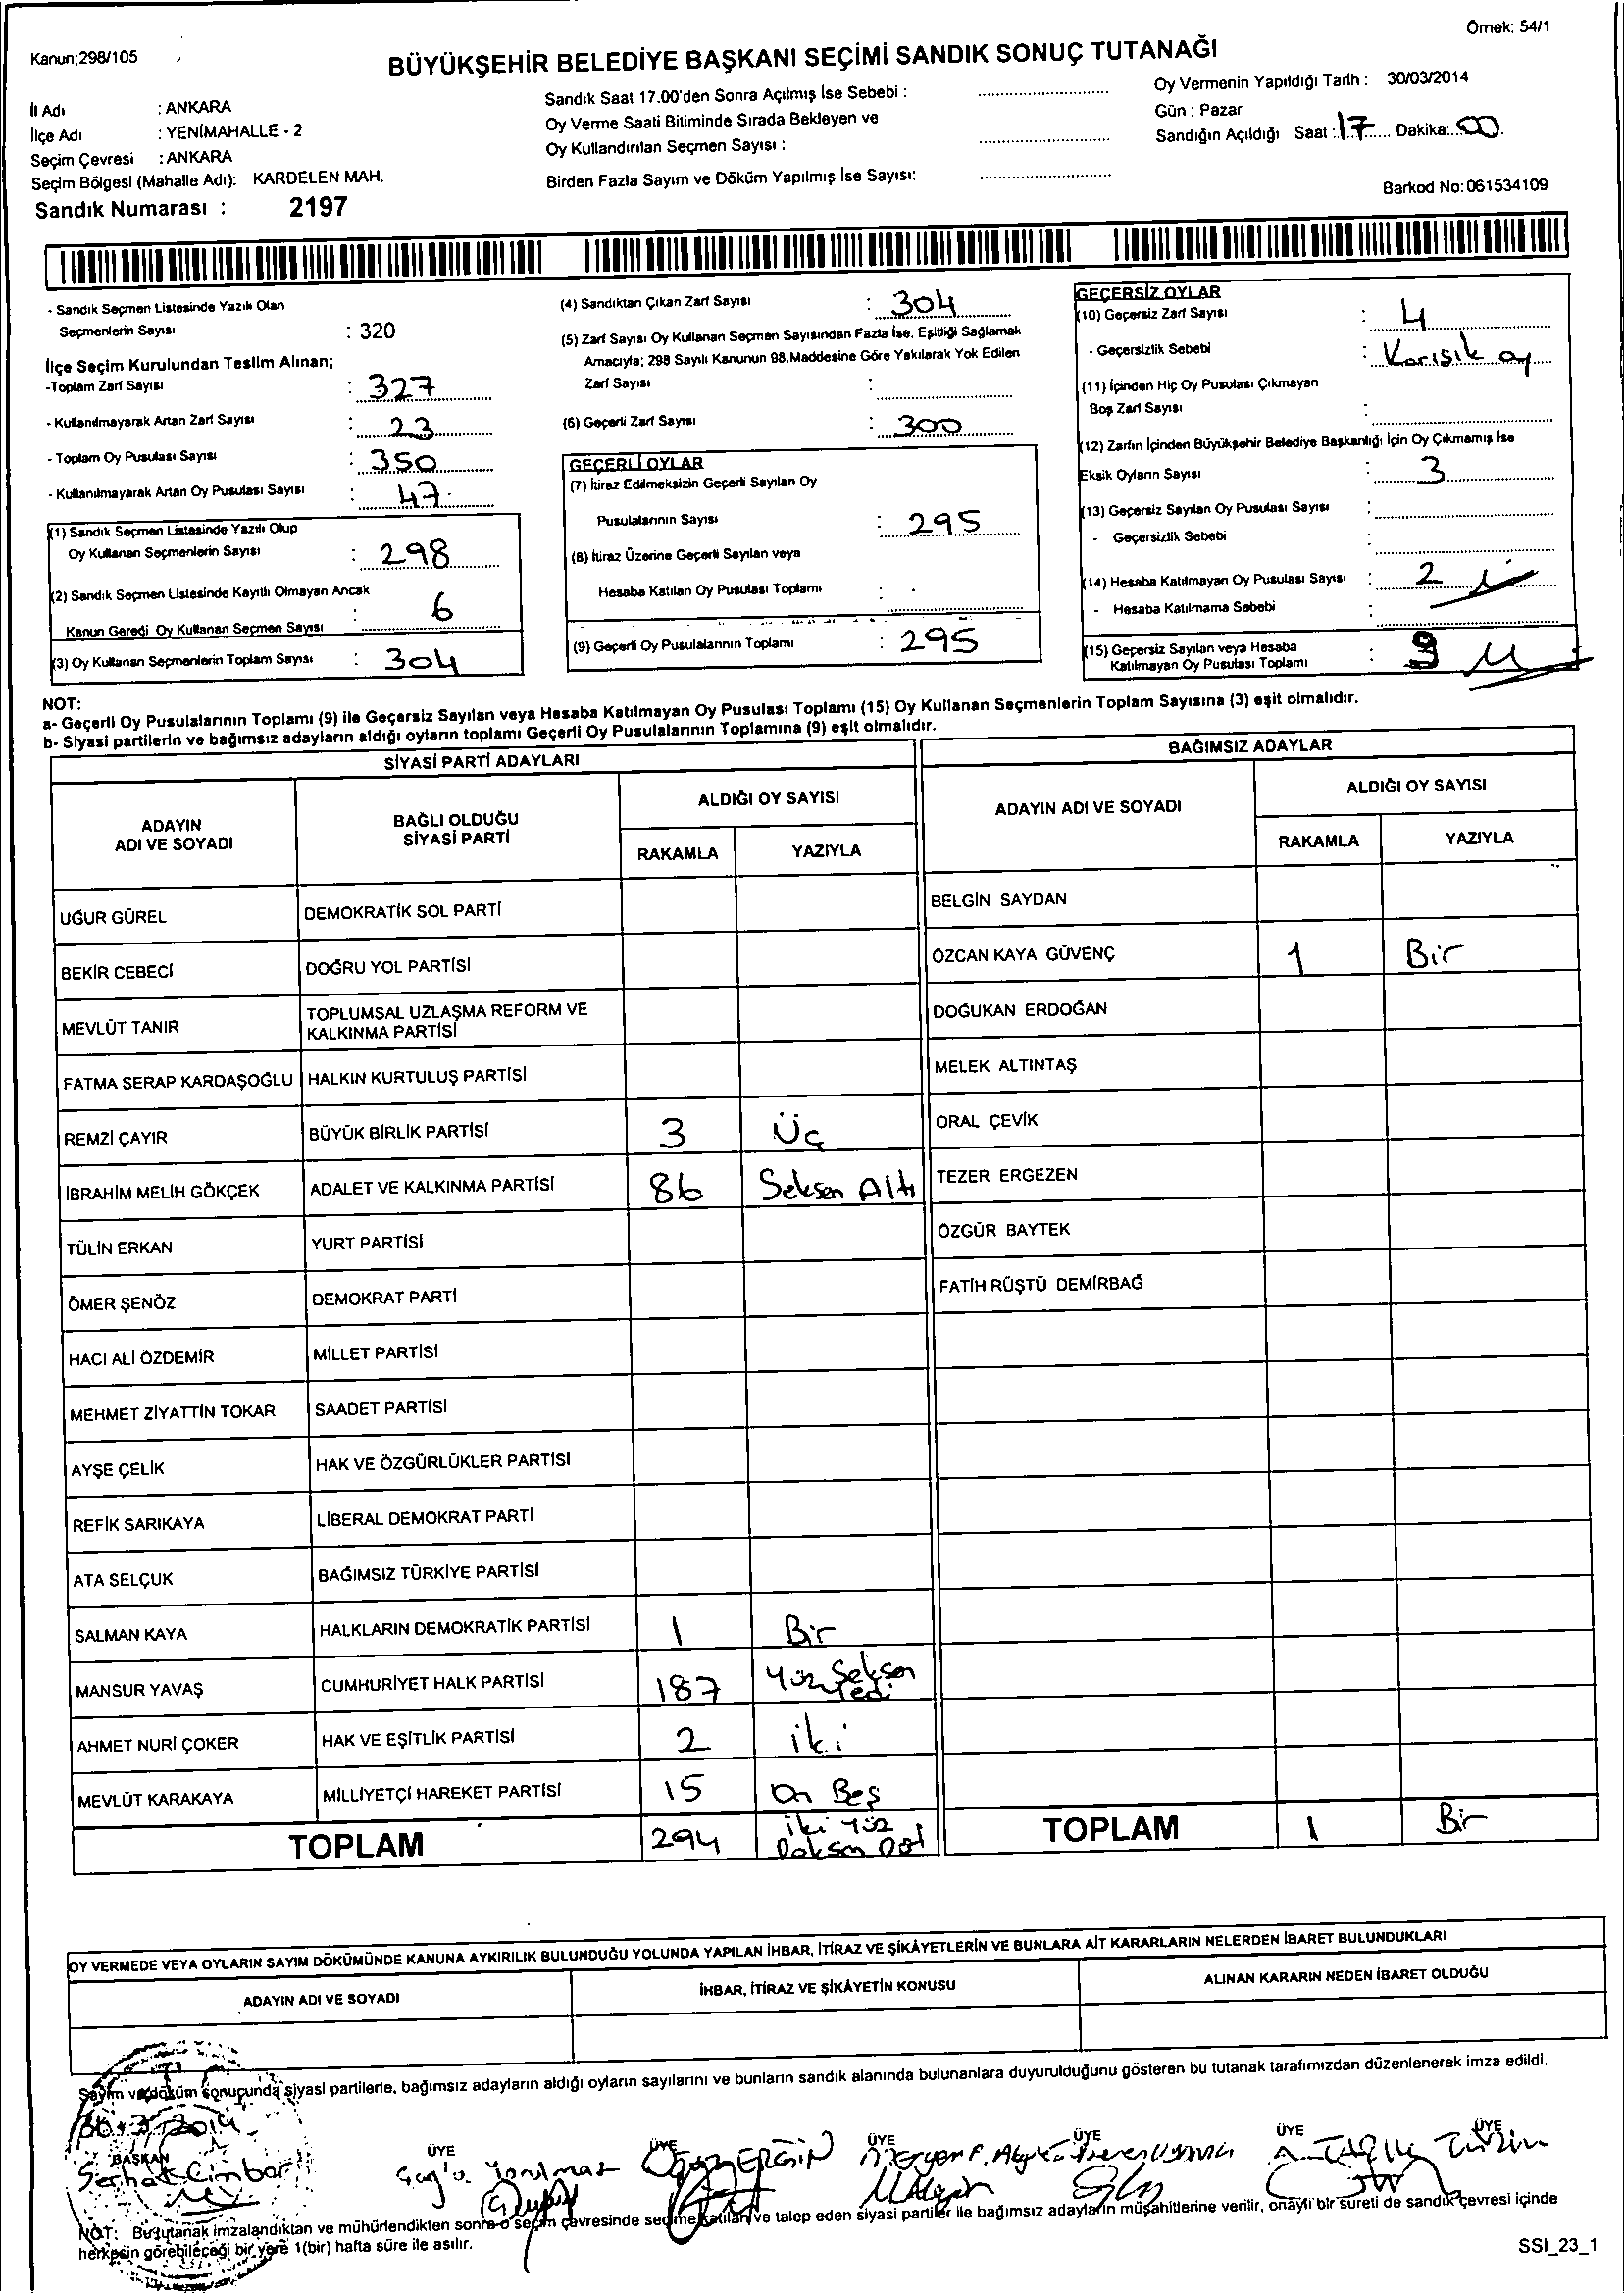 Örnek: 54/1
Kanun;298/105
BÜYÜKŞEHİR BELEDİYE BAŞKANI SEÇİMİ SANDIK SONUÇ TUTANAĞI
İl Adı : ANKARA
İlçe Adı : YENİMAHALLE - 2
Seçim Çevresi : ANKARA
Seçim Bölgesi (Mahalle Adı): KARDELEN MAH.
Sandık Numarası : 2197
Sandık Saat 17.00'den Sonra Açılmış İse Sebebi :
Oy Verme Saati Bitiminde Sırada Bekleyen ve
Oy Kullandırılan Seçmen Sayısı :
Birden Fazla Sayım ve Döküm Yapılmış İse Sayısı:
Oy Vermenin Yapıldığı Tarih : 30/03/2014
Gün : Pazar
Sandığın Açıldığı Saat : 17 Dakika: 00
Barkod No: 061534109
- Sandık Seçmen Listesinde Yazılı Olan
Seçmenlerin Sayısı : 320
İlçe Seçim Kurulundan Teslim Alınan;
-Toplam Zarf Sayısı : 327
- Kullanılmayarak Artan Zarf Sayısı : 23
- Toplam Oy Pusulası Sayısı : 350
- Kullanılmayarak Artan Oy Pusulası Sayısı : 47
(1) Sandık Seçmen Listesinde Yazılı Olup
Oy Kullanan Seçmenlerin Sayısı : 298
(2) Sandık Seçmen Listesinde Kayıtlı Olmayan Ancak
Kanun Gereği Oy Kullanan Seçmen Sayısı : 6
(3) Oy Kullanan Seçmenlerin Toplam Sayısı : 304
(4) Sandıktan Çıkan Zarf Sayısı : 304
(5) Zarf Sayısı Oy Kullanan Seçmen Sayısından Fazla İse, Eşitliği Sağlamak
Amacıyla; 298 Sayılı Kanunun 98.Maddesine Göre Yakılarak Yok Edilen
Zarf Sayısı :
(6) Geçerli Zarf Sayısı : 300
GEÇERLİ OYLAR
(7) İtiraz Edilmeksizin Geçerli Sayılan Oy
Pusulalarının Sayısı : 295
(8) İtiraz Üzerine Geçerli Sayılan veya
Hesaba Katılan Oy Pusulası Toplamı :
(9) Geçerli Oy Pusulalarının Toplamı : 295
GEÇERSİZ OYLAR
(10) Geçersiz Zarf Sayısı : 4
- Geçersizlik Sebebi : Karışık oy
(11) İçinden Hiç Oy Pusulası Çıkmayan
Boş Zarf Sayısı :
(12) Zarfın İçinden Büyükşehir Belediye Başkanlığı İçin Oy Çıkmamış İse
Eksik Oyların Sayısı : 3
(13) Geçersiz Sayılan Oy Pusulası Sayısı :
- Geçersizlik Sebebi :
(14) Hesaba Katılmayan Oy Pusulası Sayısı : 2
- Hesaba Katılmama Sebebi :
(15) Geçersiz Sayılan veya Hesaba
Katılmayan Oy Pusulası Toplamı : 9
NOT:
a- Geçerli Oy Pusulalarının Toplamı (9) ile Geçersiz Sayılan veya Hesaba Katılmayan Oy Pusulası Toplamı (15) Oy Kullanan Seçmenlerin Toplam Sayısına (3) eşit olmalıdır.
b- Siyasi partilerin ve bağımsız adayların aldığı oyların toplamı Geçerli Oy Pusulalarının Toplamına (9) eşit olmalıdır.
SİYASİ PARTİ ADAYLARI
ADAYIN
ADI VE SOYADI
BAĞLI OLDUĞU
SİYASİ PARTİ
ALDIĞI OY SAYISI
RAKAMLA YAZIYLA
UĞUR GÜREL DEMOKRATİK SOL PARTİ
BEKİR CEBECİ DOĞRU YOL PARTİSİ
MEVLÜT TANIR TOPLUMSAL UZLAŞMA REFORM VE
KALKINMA PARTİSİ
FATMA SERAP KARDAŞOĞLU HALKIN KURTULUŞ PARTİSİ
REMZİ ÇAYIR BÜYÜK BİRLİK PARTİSİ 3 Üç
İBRAHİM MELİH GÖKÇEK ADALET VE KALKINMA PARTİSİ 86 Seksen Altı
TÜLİN ERKAN YURT PARTİSİ
ÖMER ŞENÖZ DEMOKRAT PARTİ
HACI ALİ ÖZDEMİR MİLLET PARTİSİ
MEHMET ZİYATTİN TOKAR SAADET PARTİSİ
AYŞE ÇELİK HAK VE ÖZGÜRLÜKLER PARTİSİ
REFİK SARIKAYA LİBERAL DEMOKRAT PARTİ
ATA SELÇUK BAĞIMSIZ TÜRKİYE PARTİSİ
SALMAN KAYA HALKLARIN DEMOKRATİK PARTİSİ 1 Bir
MANSUR YAVAŞ CUMHURİYET HALK PARTİSİ 187 Yüz Seksen
Yedi
AHMET NURİ ÇOKER HAK VE EŞİTLİK PARTİSİ 2 iki
MEVLÜT KARAKAYA MİLLİYETÇİ HAREKET PARTİSİ 15 On Beş
TOPLAM 294 iki Yüz
Doksan Dört
BAĞIMSIZ ADAYLAR
ADAYIN ADI VE SOYADI
ALDIĞI OY SAYISI
RAKAMLA YAZIYLA
BELGİN SAYDAN
ÖZCAN KAYA GÜVENÇ 1 Bir
DOĞUKAN ERDOĞAN
MELEK ALTINTAŞ
ORAL ÇEVİK
TEZER ERGEZEN
ÖZGÜR BAYTEK
FATİH RÜŞTÜ DEMİRBAĞ
TOPLAM 1 Bir
OY VERMEDE VEYA OYLARIN SAYIM DÖKÜMÜNDE KANUNA AYKIRILIK BULUNDUĞU YOLUNDA YAPILAN İHBAR, İTİRAZ VE ŞİKÂYETLERİN VE BUNLARA AİT KARARLARIN NELERDEN İBARET BULUNDUKLARI
ADAYIN ADI VE SOYADI İHBAR, İTİRAZ VE ŞİKÂYETİN KONUSU ALINAN KARARIN NEDEN İBARET OLDUĞU
Sayım ve döküm sonucunda siyasi partilerle, bağımsız adayların aldığı oyların sayılarını ve bunların sandık alanında bulunanlara duyurulduğunu gösteren bu tutanak tarafımızdan düzenlenerek imza edildi.
30.3.2014
BAŞKAN ÜYE ÜYE ÜYE ÜYE ÜYE ÜYE
NOT: Bu tutanak imzalandıktan ve mühürlendikten sonra o seçim çevresinde seçime katılan ve talep eden siyasi partiler ile bağımsız adayların müşahitlerine verilir, onaylı bir sureti de sandık çevresi içinde
herkesin görebileceği bir yere 1(bir) hafta süre ile asılır.
SSI_23_1